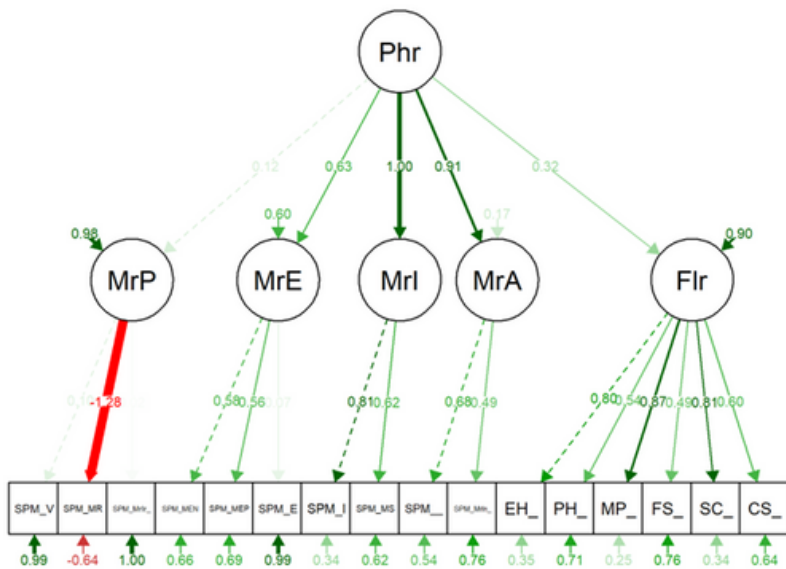 Phr
0.12 0.63 1.00 0.91 0.32
0.98 0.60 0.17 0.90
MrP MrE MrI MrA Flr
-1.28 0.58 0.56 0.07 0.81 0.62 0.68 0.49 0.80 0.54 0.87 0.49 0.81 0.60
SPM_V SPM_MR SPM_MEN SPM_MEP SPM_E SPM_I SPM_MS SPM__ EH_ PH_ MP_ FS_ SC_ CS_
0.99 -0.64 1.00 0.66 0.69 0.99 0.34 0.62 0.54 0.76 0.35 0.71 0.25 0.76 0.34 0.64